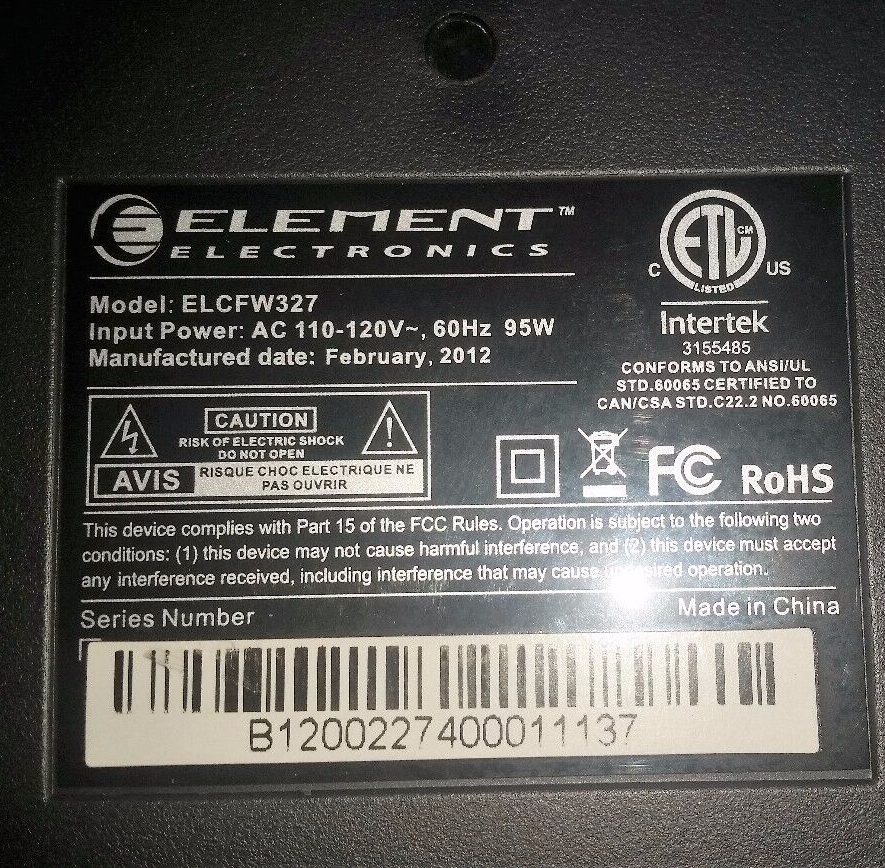 ELEMENT™
ELECTRONICS
Model: ELCFW327
Input Power: AC 110-120V~, 60Hz 95W
Manufactured date: February, 2012
ETL CM
LISTED
C US
Intertek
3155485
CONFORMS TO ANSI/UL
STD.60065 CERTIFIED TO
CAN/CSA STD.C22.2 NO.60065
CAUTION
RISK OF ELECTRIC SHOCK
DO NOT OPEN
AVIS
RISQUE CHOC ELECTRIQUE NE
PAS OUVRIR
FC RoHS
This device complies with Part 15 of the FCC Rules. Operation is subject to the following two
conditions: (1) this device may not cause harmful interference, and (2) this device must accept
any interference received, including interference that may cause undesired operation.
Series Number
Made in China
B1200227400011137